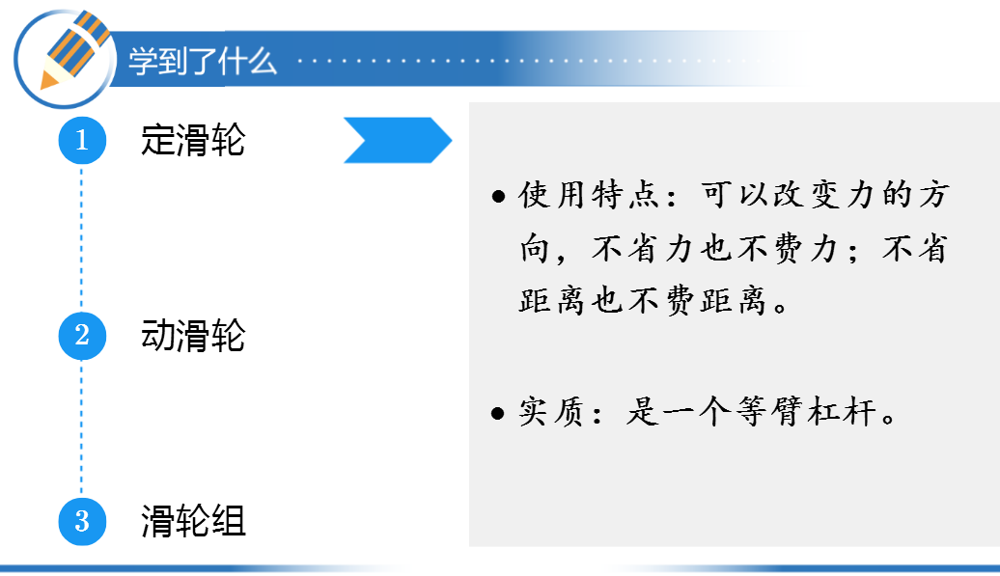 学到了什么
1 定滑轮
• 使用特点：可以改变力的方
向，不省力也不费力；不省
距离也不费距离。
2 动滑轮
• 实质：是一个等臂杠杆。
3 滑轮组